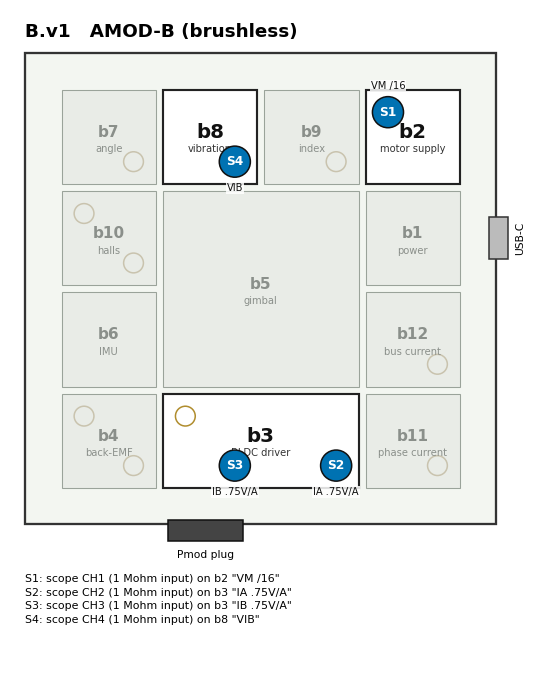 B.v1   AMOD-B (brushless)
VM /16
S1
b7
angle
b8
vibration
S4
VIB
b9
index
b2
motor supply
b10
halls
b5
gimbal
b1
power
USB-C
b6
IMU
b12
bus current
b4
back-EMF
b3
BLDC driver
S3
S2
IB .75V/A
IA .75V/A
b11
phase current
Pmod plug
S1: scope CH1 (1 Mohm input) on b2 "VM /16"
S2: scope CH2 (1 Mohm input) on b3 "IA .75V/A"
S3: scope CH3 (1 Mohm input) on b3 "IB .75V/A"
S4: scope CH4 (1 Mohm input) on b8 "VIB"